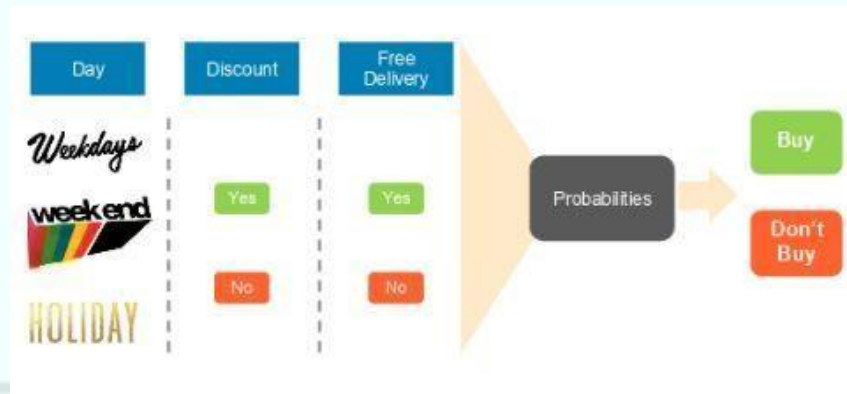 Day
Discount
Free
Delivery
Weekdays
weekend
HOLIDAY
Yes
No
Yes
No
Probabilities
Buy
Don't
Buy